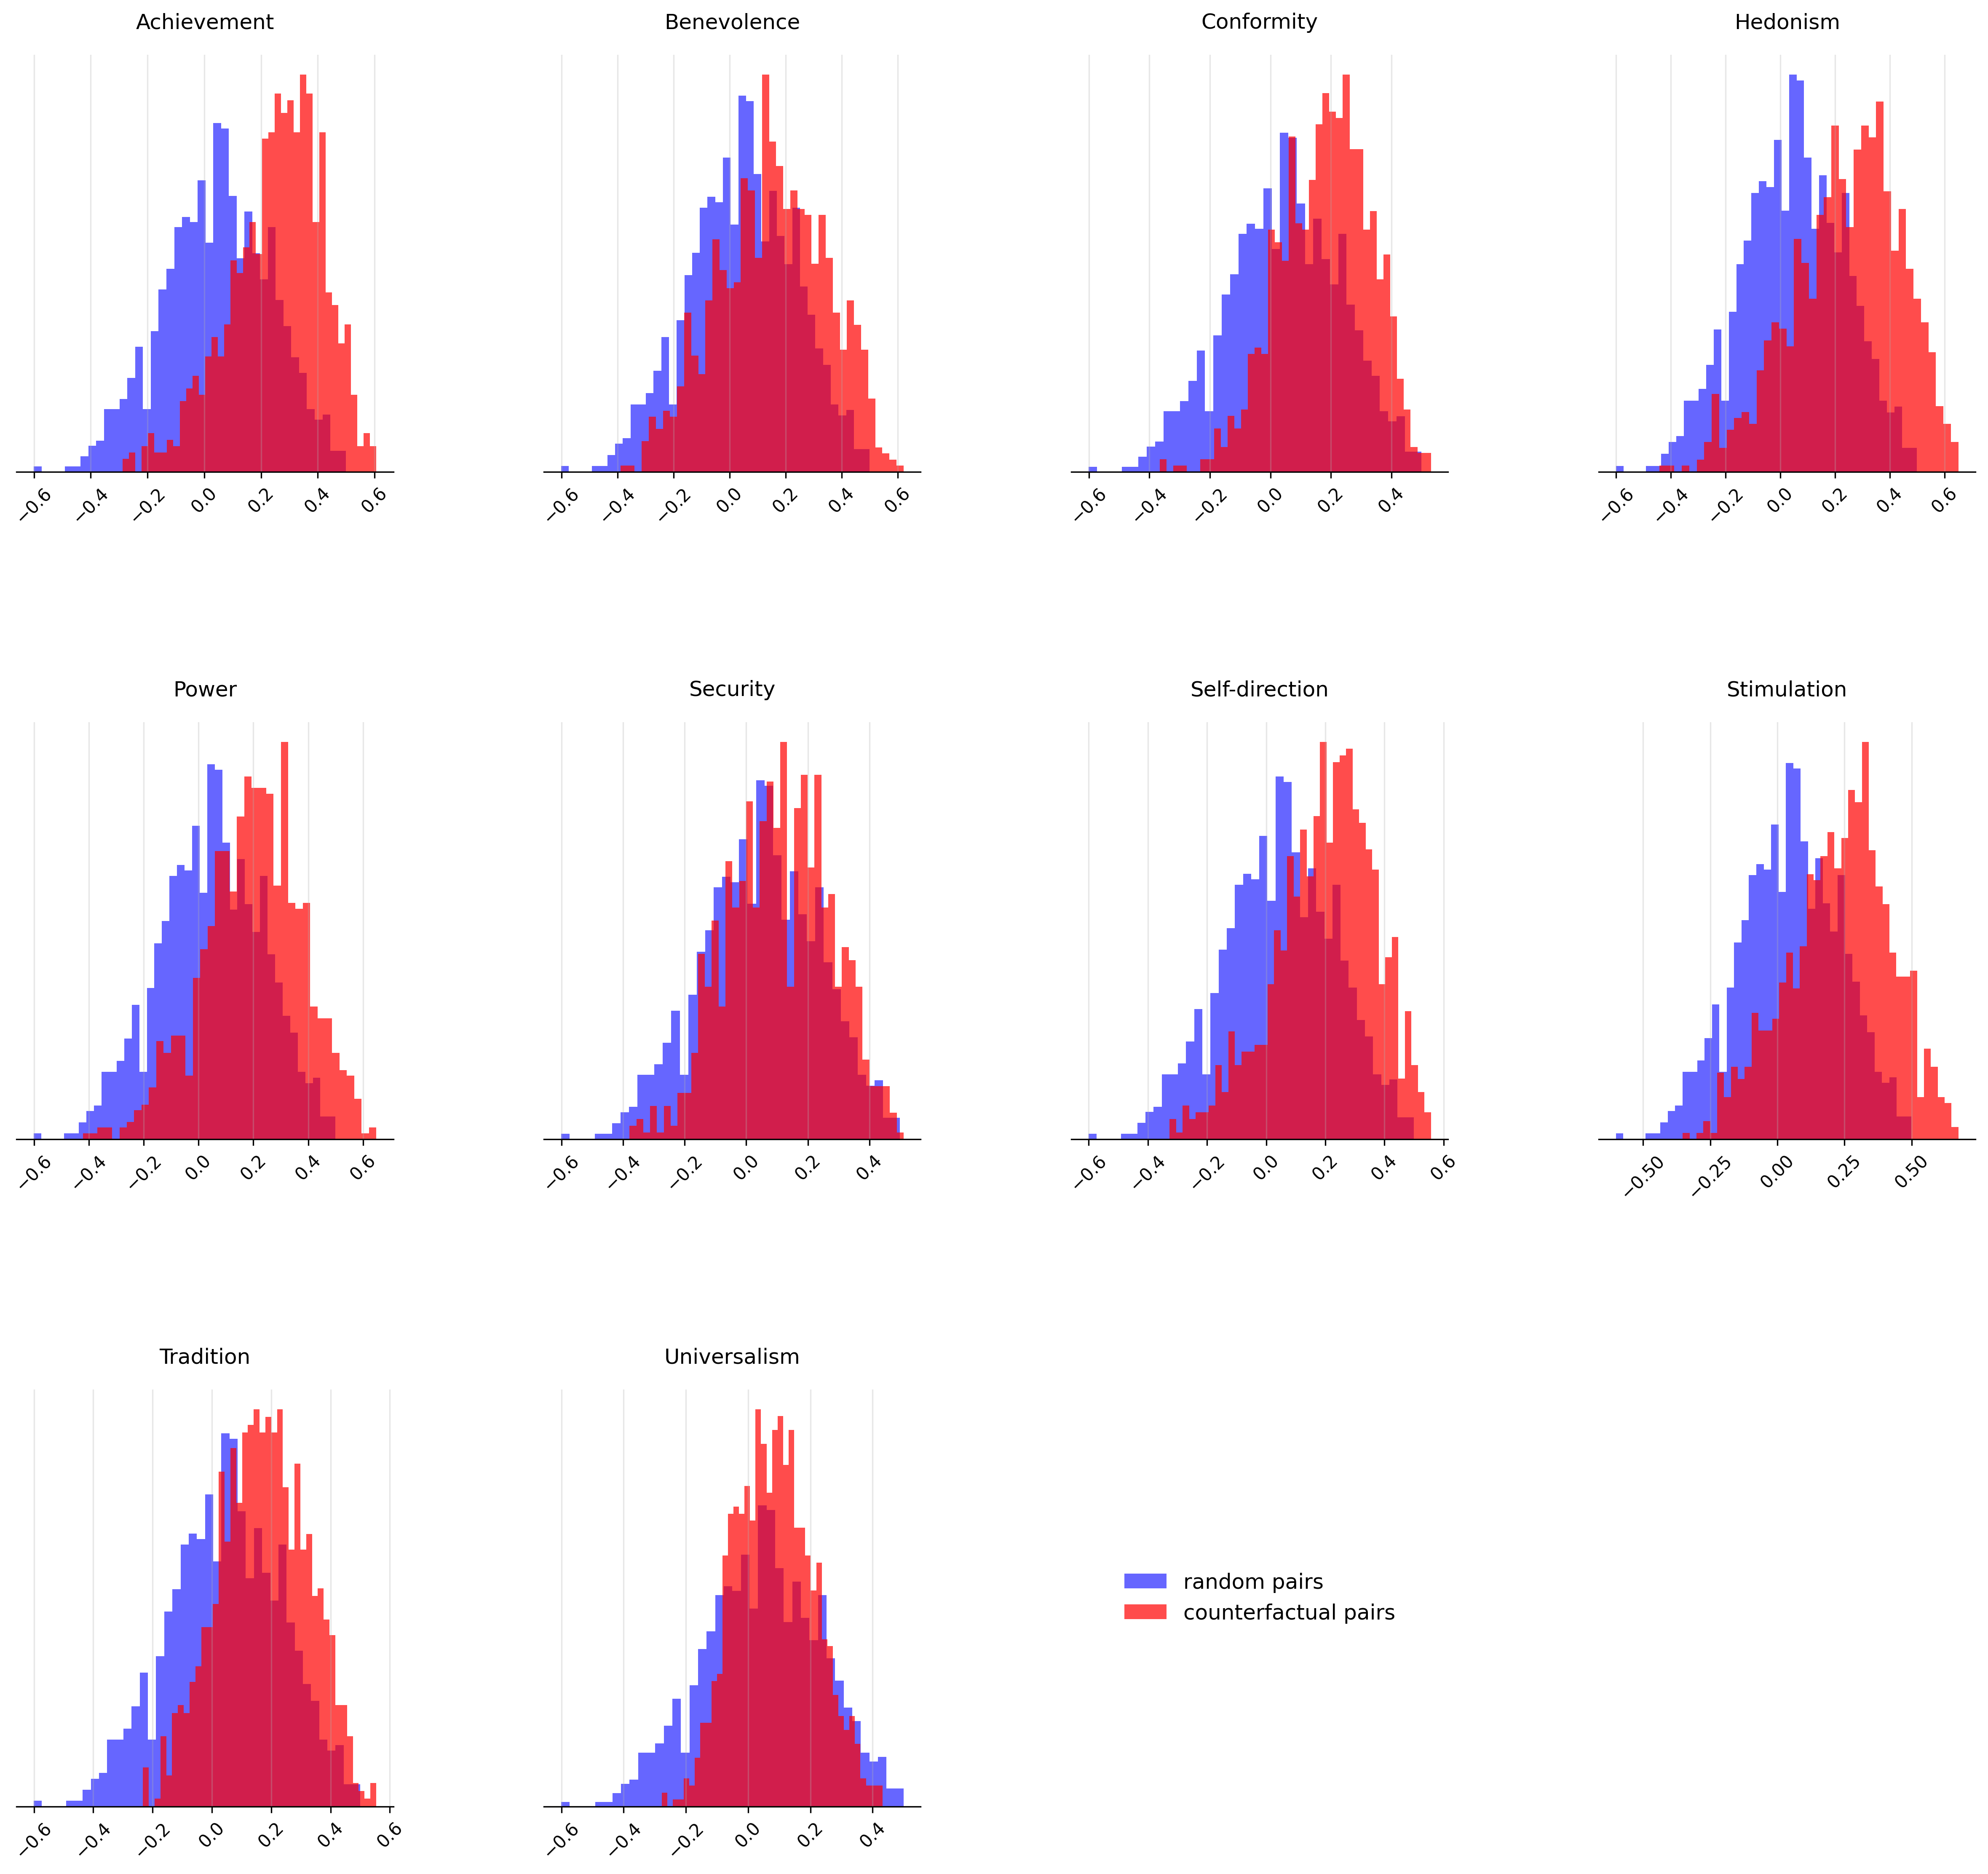 Achievement
Benevolence
Conformity
Hedonism
−0.6 −0.4 −0.2 0.0 0.2 0.4 0.6
−0.6 −0.4 −0.2 0.0 0.2 0.4 0.6
−0.6 −0.4 −0.2 0.0 0.2 0.4
−0.6 −0.4 −0.2 0.0 0.2 0.4 0.6
Power
Security
Self-direction
Stimulation
−0.6 −0.4 −0.2 0.0 0.2 0.4 0.6
−0.6 −0.4 −0.2 0.0 0.2 0.4
−0.6 −0.4 −0.2 0.0 0.2 0.4 0.6
−0.50 −0.25 0.00 0.25 0.50
Tradition
Universalism
random pairs
counterfactual pairs
−0.6 −0.4 −0.2 0.0 0.2 0.4 0.6
−0.6 −0.4 −0.2 0.0 0.2 0.4